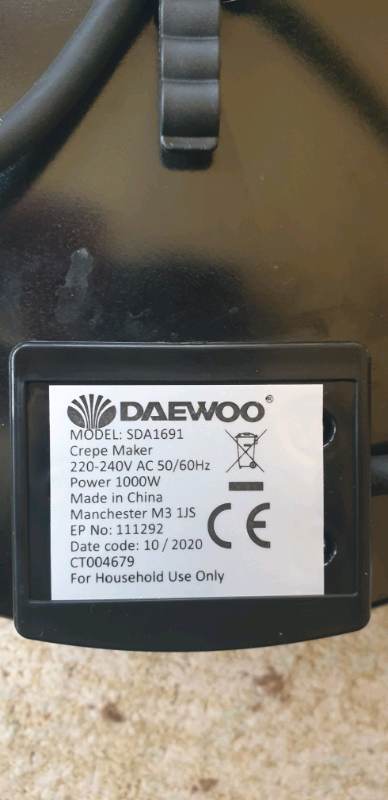 DAEWOO®
MODEL: SDA1691
Crepe Maker
220-240V AC 50/60Hz
Power 1000W
Made in China
Manchester M3 1JS
EP No: 111292
Date code: 10 / 2020
CT004679
For Household Use Only
CE